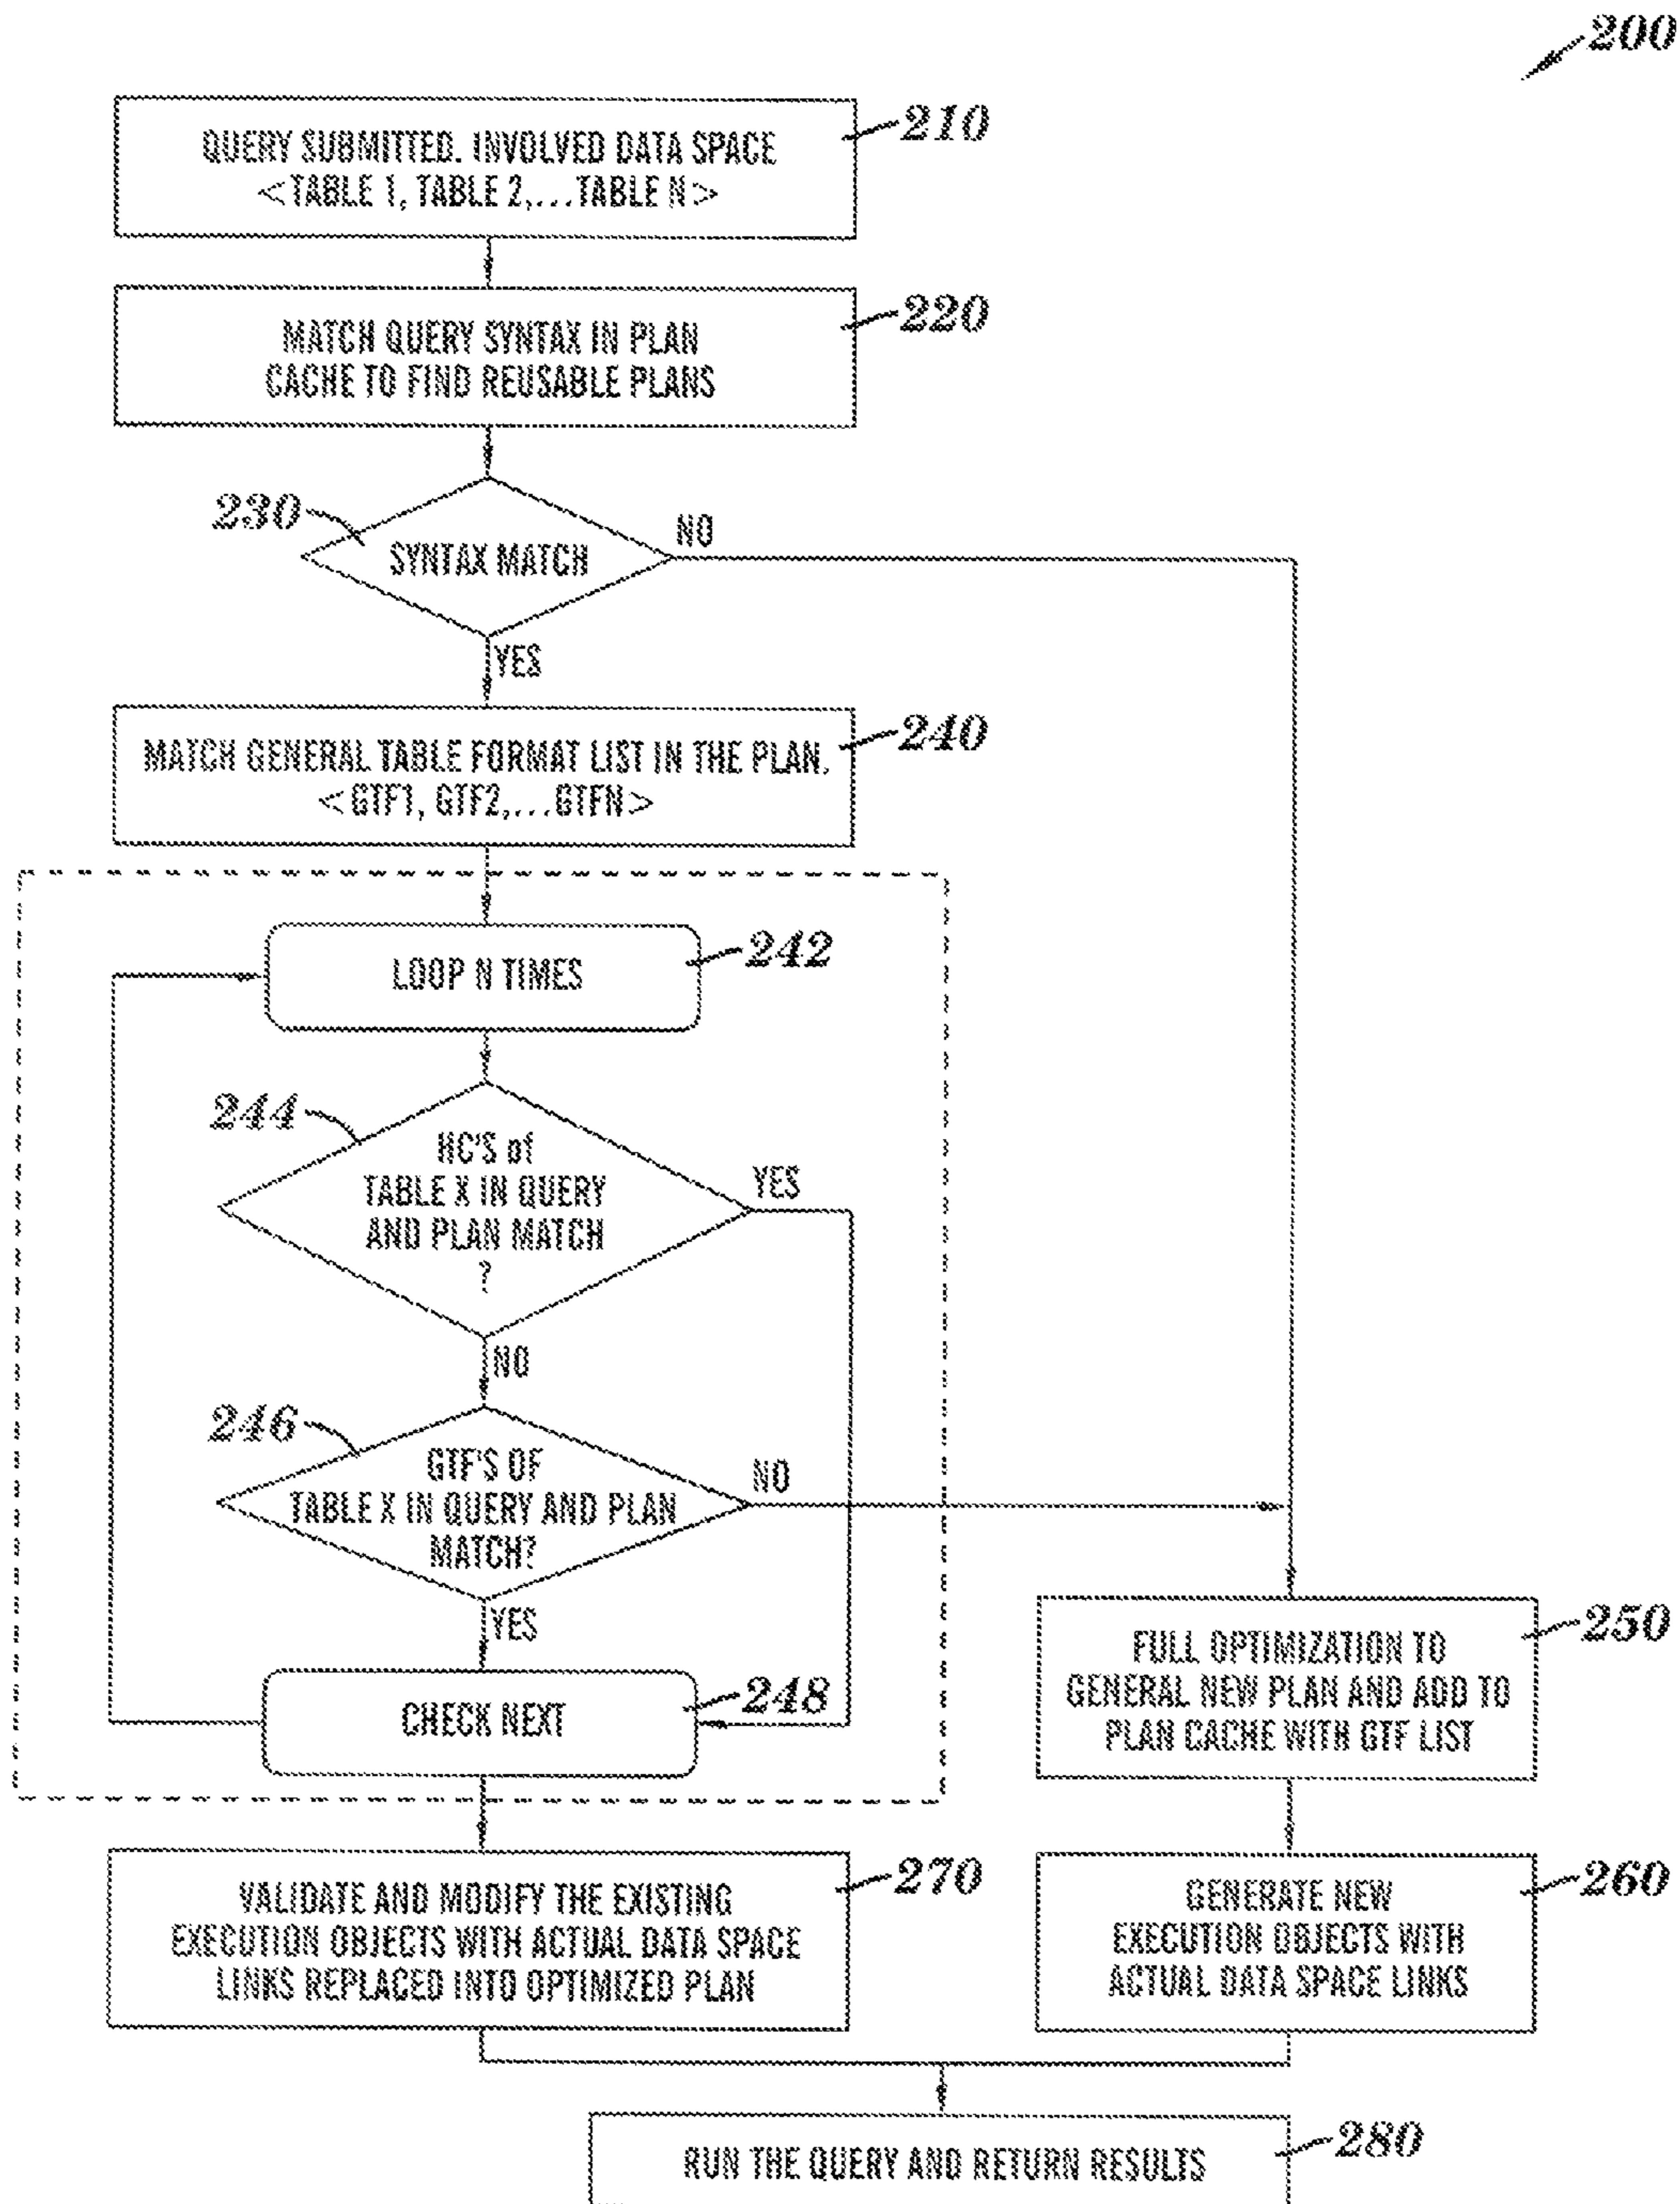 200
QUERY SUBMITTED. INVOLVED DATA SPACE
<TABLE 1, TABLE 2,...TABLE N>
210
MATCH QUERY SYNTAX IN PLAN
CACHE TO FIND REUSABLE PLANS
220
230
SYNTAX MATCH
NO
YES
MATCH GENERAL TABLE FORMAT LIST IN THE PLAN.
<GTF1, GTF2,...GTFN>
240
LOOP N TIMES
242
244
HC'S of
TABLE X IN QUERY
AND PLAN MATCH
?
YES
NO
246
GTF'S OF
TABLE X IN QUERY AND PLAN
MATCH?
NO
YES
CHECK NEXT
248
FULL OPTIMIZATION TO
GENERAL NEW PLAN AND ADD TO
PLAN CACHE WITH GTF LIST
250
VALIDATE AND MODIFY THE EXISTING
EXECUTION OBJECTS WITH ACTUAL DATA SPACE
LINKS REPLACED INTO OPTIMIZED PLAN
270
GENERATE NEW
EXECUTION OBJECTS WITH
ACTUAL DATA SPACE LINKS
260
RUN THE QUERY AND RETURN RESULTS
280